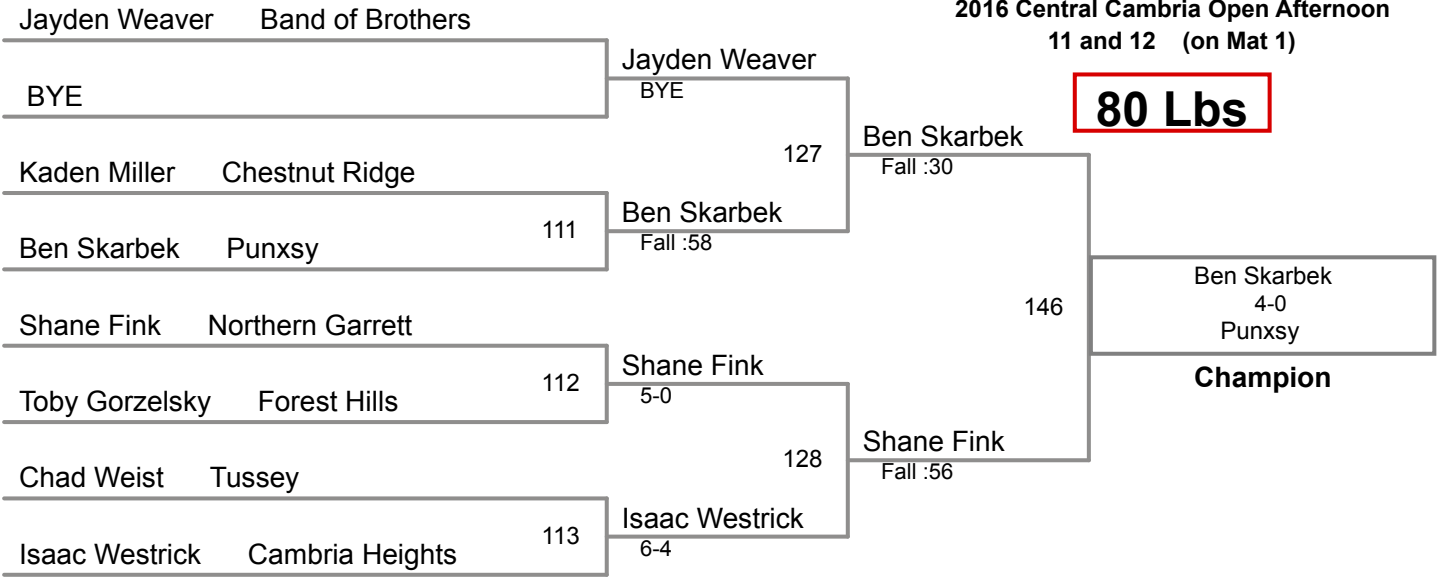 2016 Central Cambria Open Afternoon
11 and 12 (on Mat 1)
80 Lbs
Jayden Weaver Band of Brothers
BYE
Kaden Miller Chestnut Ridge
Ben Skarbek Punxsy
111
Shane Fink Northern Garrett
Toby Gorzelsky Forest Hills
112
Chad Weist Tussey
Isaac Westrick Cambria Heights
113
Jayden Weaver
BYE
127
Ben Skarbek
Fall :58
Shane Fink
5-0
128
Isaac Westrick
6-4
Ben Skarbek
Fall :30
146
Shane Fink
Fall :56
Ben Skarbek
4-0
Punxsy
Champion